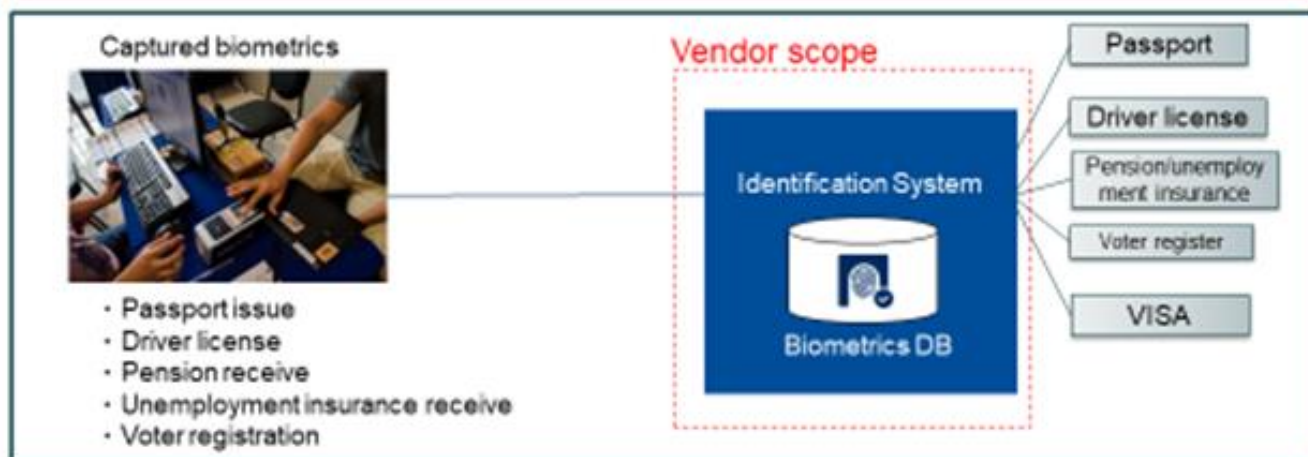 Captured biometrics
・Passport issue
・Driver license
・Pension receive
・Unemployment insurance receive
・Voter registration
Vendor scope
Identification System
Biometrics DB
Passport
Driver license
Pension/unemploy
ment insurance
Voter register
VISA